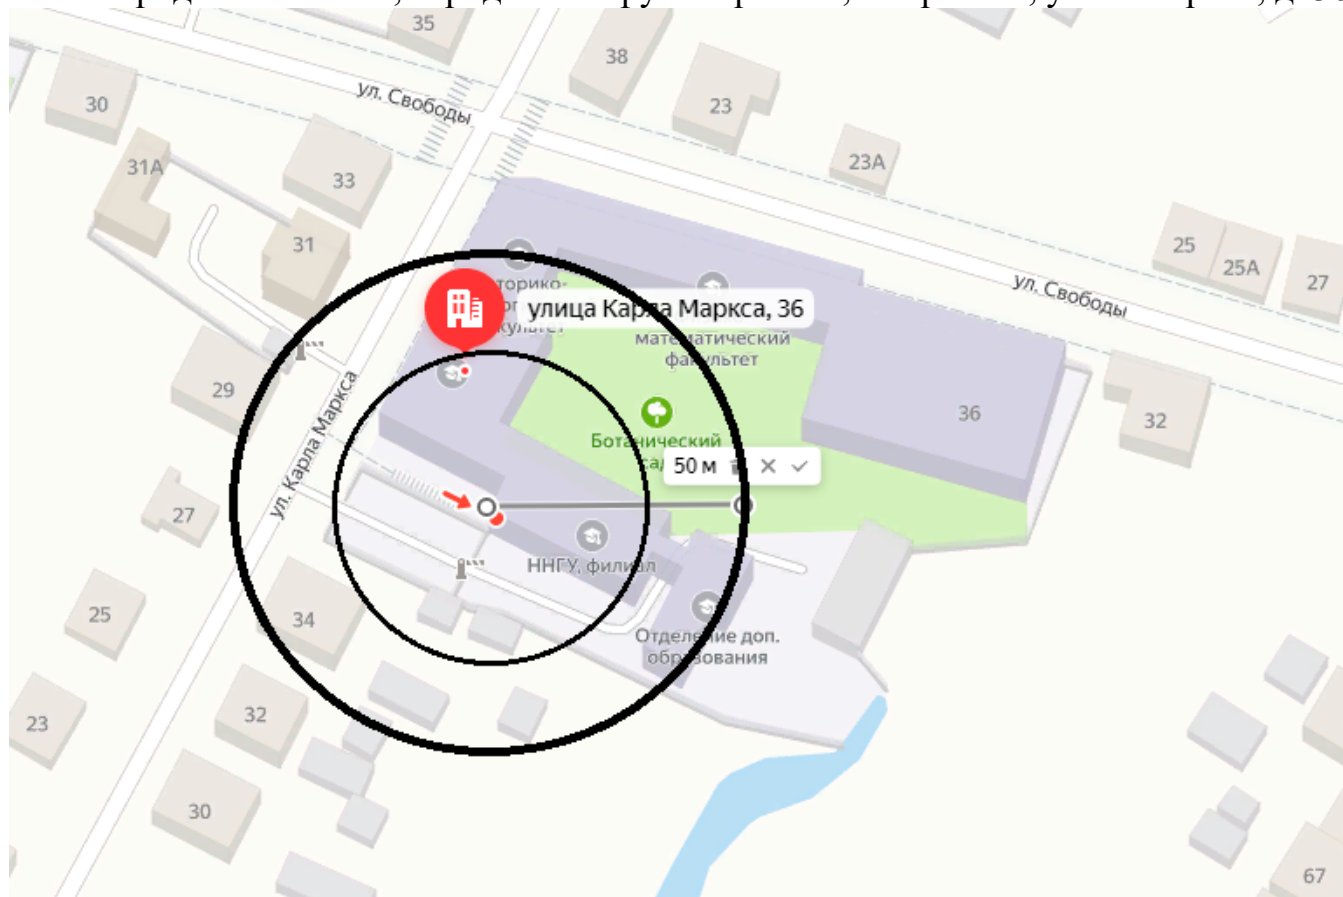 35
38
30
ул. Свободы
23
23А
31А
33
31
25
25А
27
ул. Свободы
улица Карла Маркса, 36
математический
факультет
29
ул. Карла Маркса
36
32
Ботанический
50 м
27
ННГУ, филиал
25
34
Отделение доп.
образования
23
32
30
67